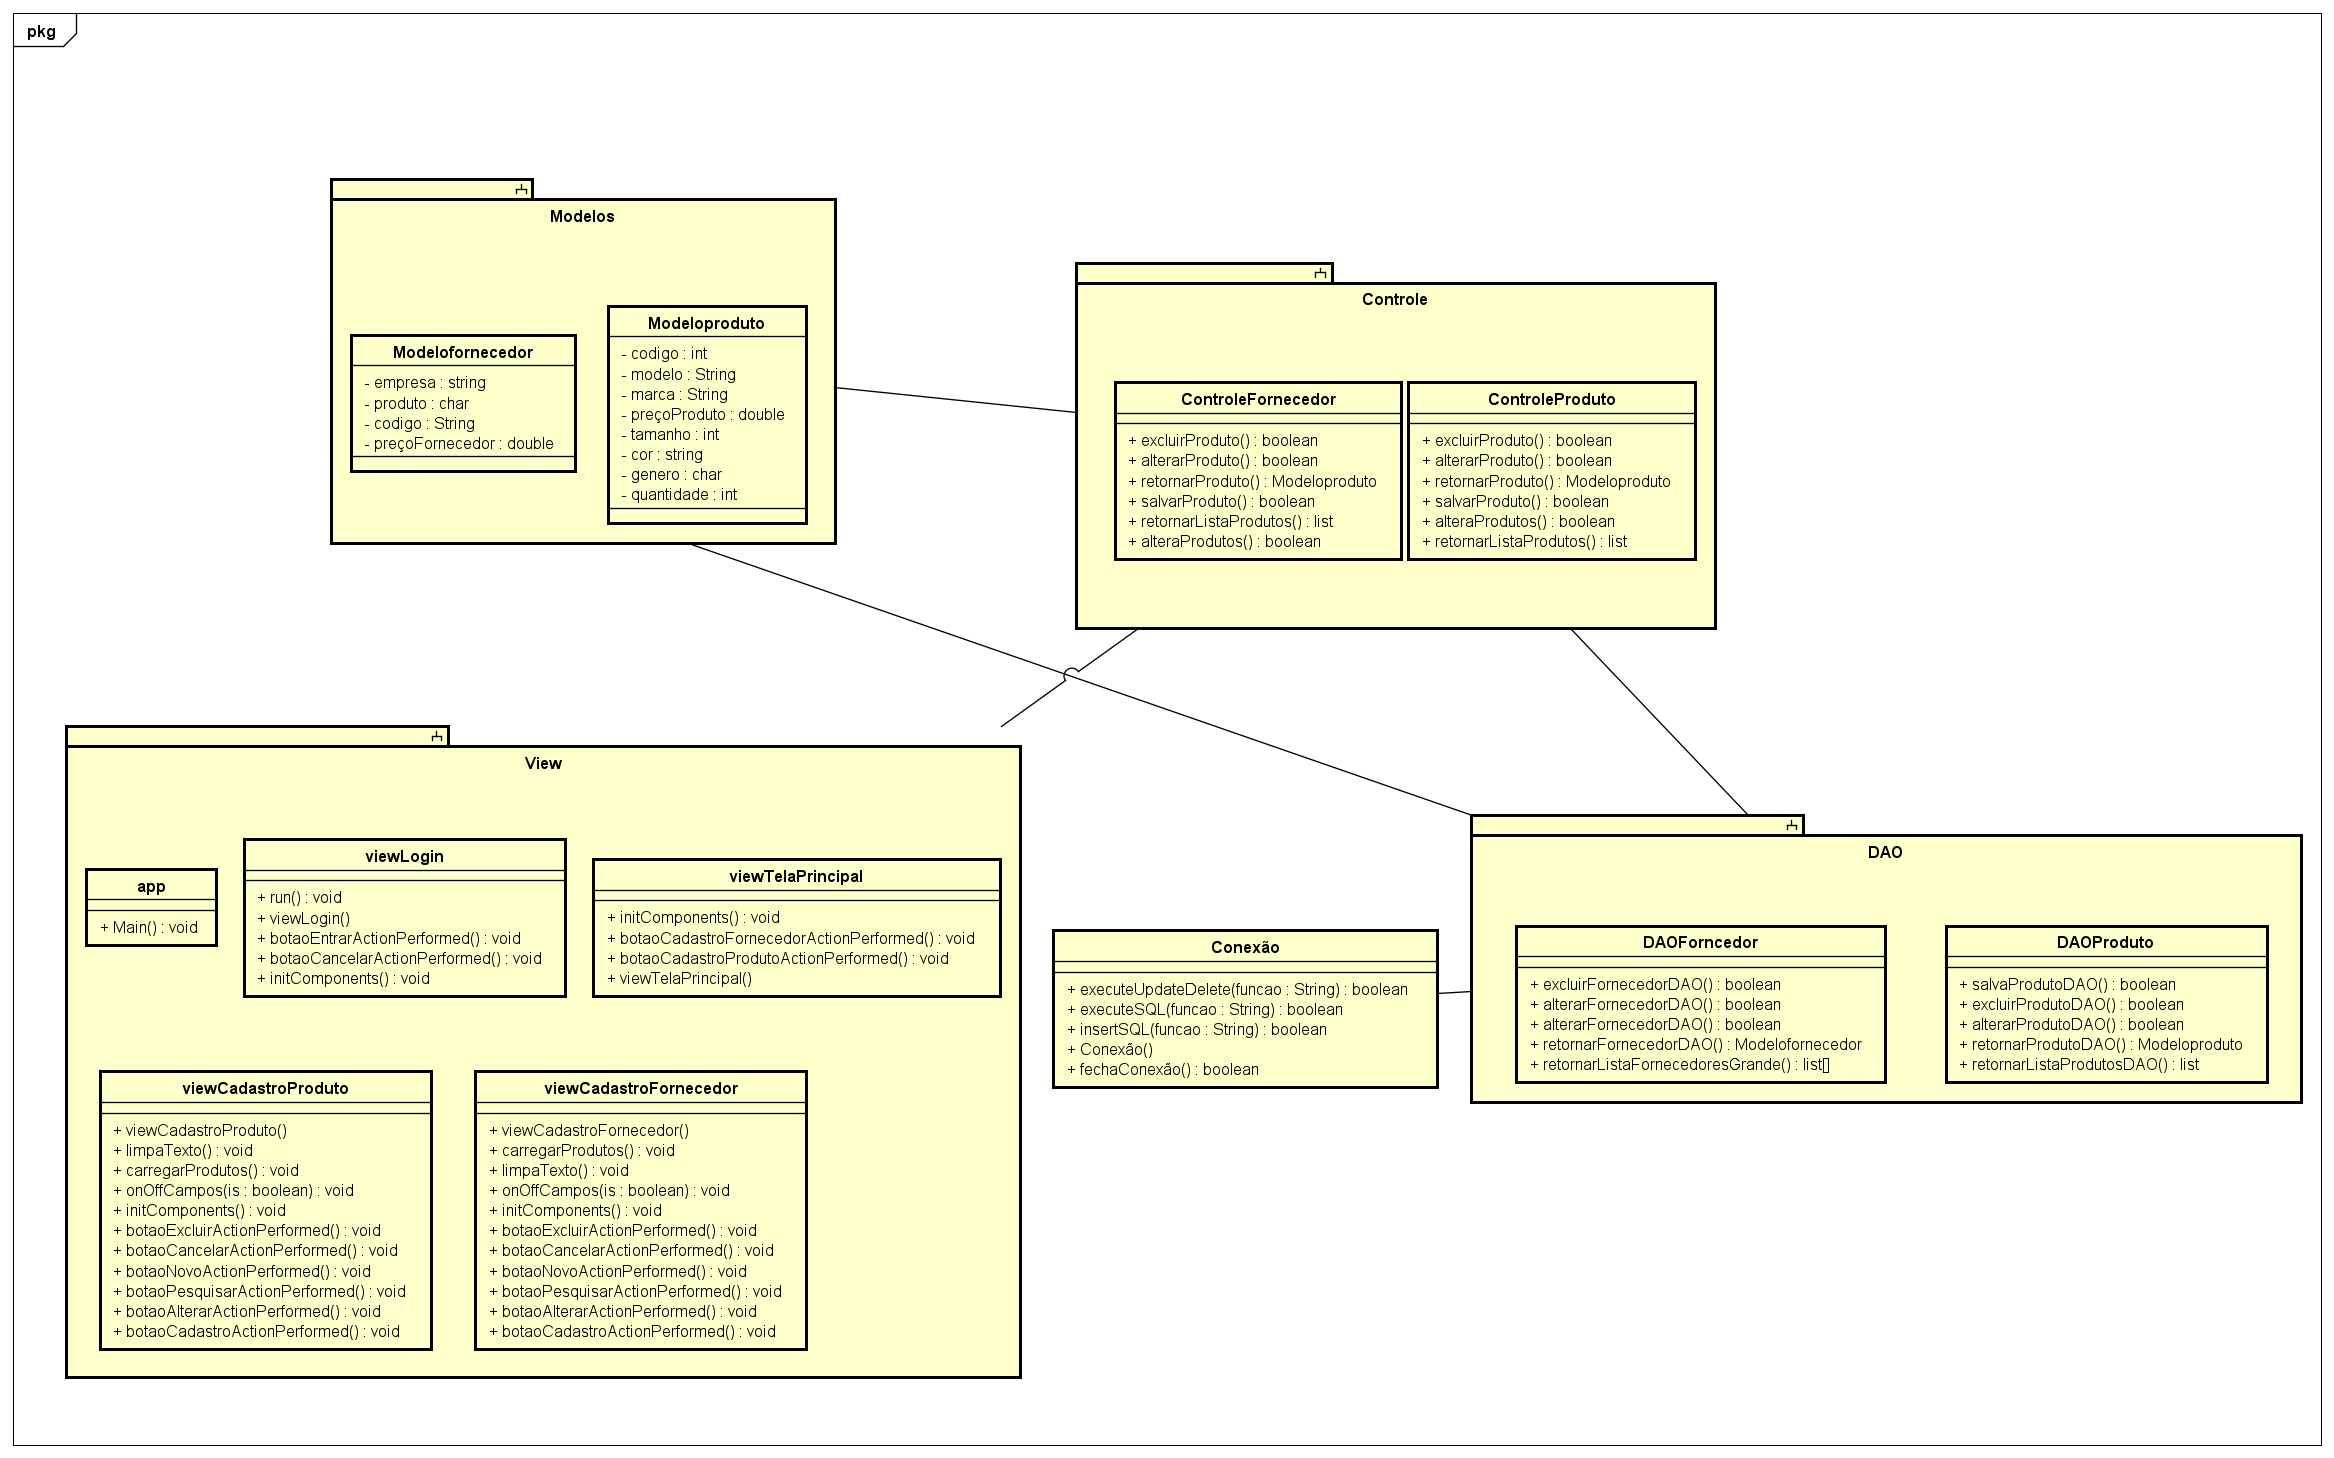 pkg
Modelos
Modelofornecedor
- empresa : string
- produto : char
- codigo : String
- preçoFornecedor : double
Modeloproduto
- codigo : int
- modelo : String
- marca : String
- preçoProduto : double
- tamanho : int
- cor : string
- genero : char
- quantidade : int
Controle
ControleFornecedor
+ excluirProduto() : boolean
+ alterarProduto() : boolean
+ retornarProduto() : Modeloproduto
+ salvarProduto() : boolean
+ retornarListaProdutos() : list
+ alteraProdutos() : boolean
ControleProduto
+ excluirProduto() : boolean
+ alterarProduto() : boolean
+ retornarProduto() : Modeloproduto
+ salvarProduto() : boolean
+ alteraProdutos() : boolean
+ retornarListaProdutos() : list
View
app
+ Main() : void
viewLogin
+ run() : void
+ viewLogin()
+ botaoEntrarActionPerformed() : void
+ botaoCancelarActionPerformed() : void
+ initComponents() : void
viewTelaPrincipal
+ initComponents() : void
+ botaoCadastroFornecedorActionPerformed() : void
+ botaoCadastroProdutoActionPerformed() : void
+ viewTelaPrincipal()
viewCadastroProduto
+ viewCadastroProduto()
+ limpaTexto() : void
+ carregarProdutos() : void
+ onOffCampos(is : boolean) : void
+ initComponents() : void
+ botaoExcluirActionPerformed() : void
+ botaoCancelarActionPerformed() : void
+ botaoNovoActionPerformed() : void
+ botaoPesquisarActionPerformed() : void
+ botaoAlterarActionPerformed() : void
+ botaoCadastroActionPerformed() : void
viewCadastroFornecedor
+ viewCadastroFornecedor()
+ carregarProdutos() : void
+ limpaTexto() : void
+ onOffCampos(is : boolean) : void
+ initComponents() : void
+ botaoExcluirActionPerformed() : void
+ botaoCancelarActionPerformed() : void
+ botaoNovoActionPerformed() : void
+ botaoPesquisarActionPerformed() : void
+ botaoAlterarActionPerformed() : void
+ botaoCadastroActionPerformed() : void
Conexão
+ executeUpdateDelete(funcao : String) : boolean
+ executeSQL(funcao : String) : boolean
+ insertSQL(funcao : String) : boolean
+ Conexão()
+ fechaConexão() : boolean
DAO
DAOForncedor
+ excluirFornecedorDAO() : boolean
+ alterarFornecedorDAO() : boolean
+ alterarFornecedorDAO() : boolean
+ retornarFornecedorDAO() : Modelofornecedor
+ retornarListaFornecedoresGrande() : list[]
DAOProduto
+ salvaProdutoDAO() : boolean
+ excluirProdutoDAO() : boolean
+ alterarProdutoDAO() : boolean
+ retornarProdutoDAO() : Modeloproduto
+ retornarListaProdutosDAO() : list